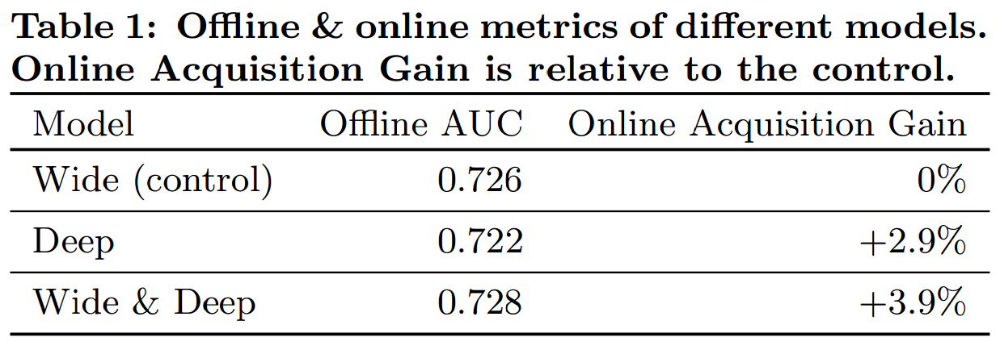 Table 1: Offline & online metrics of different models.
Online Acquisition Gain is relative to the control.
Model Offline AUC Online Acquisition Gain
Wide (control) 0.726 0%
Deep 0.722 +2.9%
Wide & Deep 0.728 +3.9%